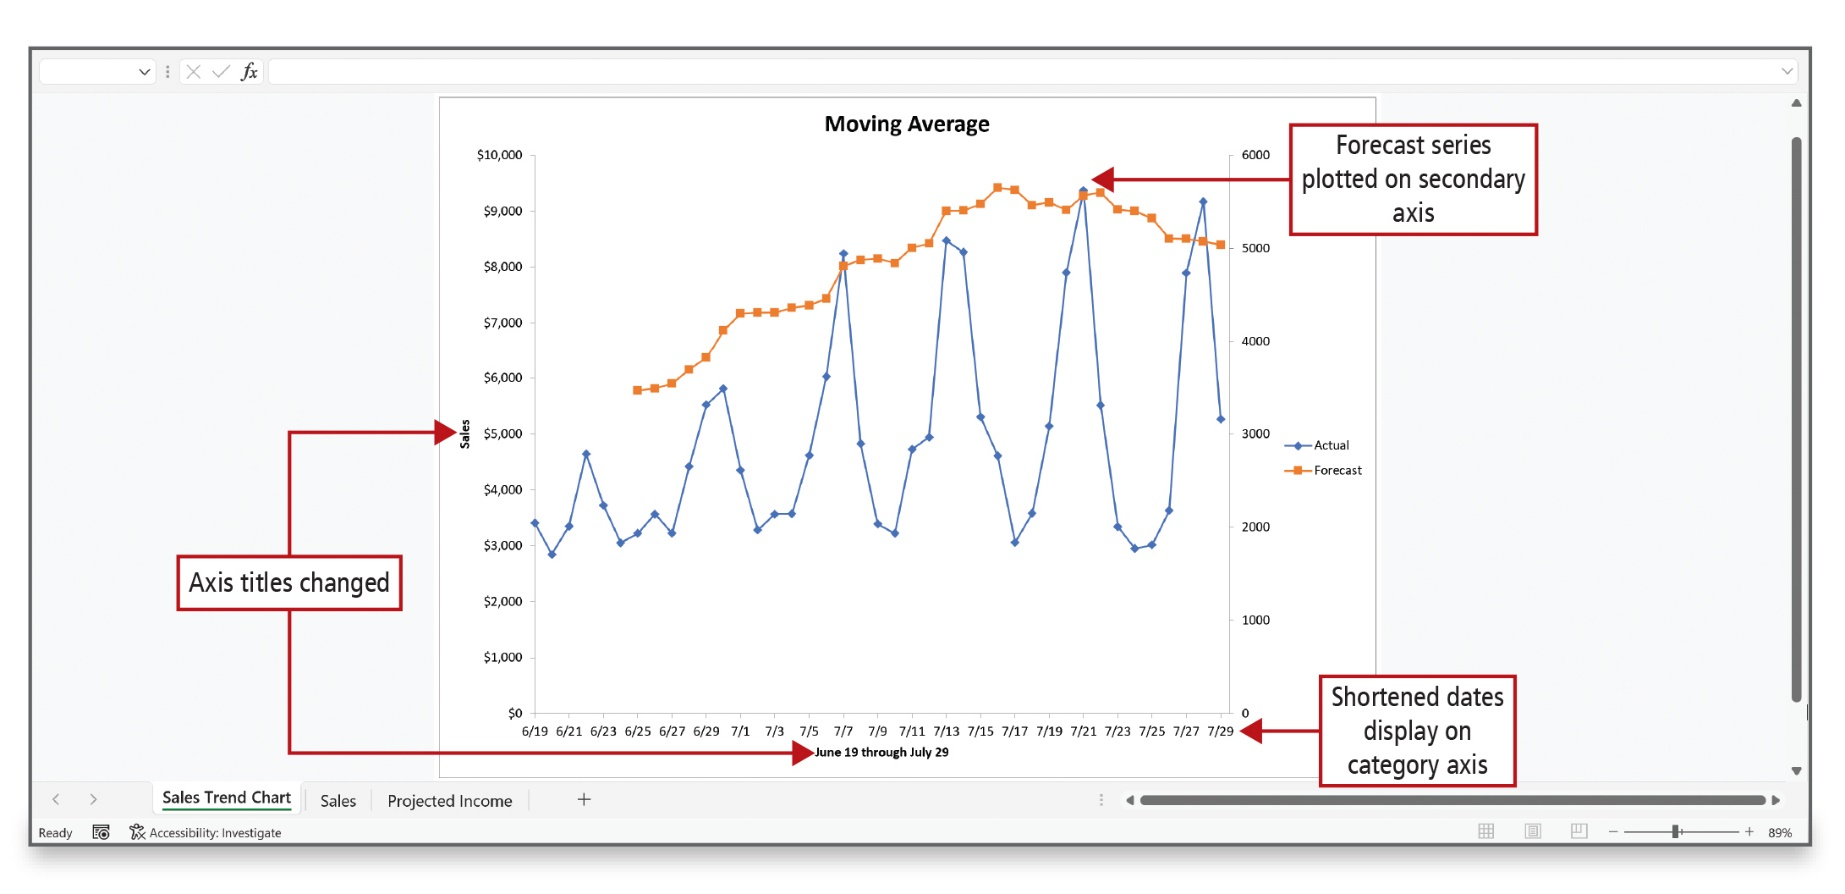 fx
Moving Average
$10,000
$9,000
$8,000
$7,000
$6,000
$5,000
$4,000
$3,000
$2,000
$1,000
$0
Sales
6000
5000
4000
3000
2000
1000
0
Actual
Forecast
6/19 6/21 6/23 6/25 6/27 6/29 7/1 7/3 7/5 7/7 7/9 7/11 7/13 7/15 7/17 7/19 7/21 7/23 7/25 7/27 7/29
June 19 through July 29
Forecast series
plotted on secondary
axis
Axis titles changed
Shortened dates
display on
category axis
Sales Trend Chart Sales Projected Income
Ready Accessibility: Investigate 89%